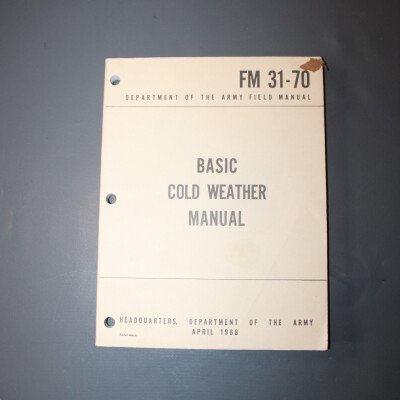 FM 31-70
DEPARTMENT OF THE ARMY FIELD MANUAL
BASIC
COLD WEATHER
MANUAL
HEADQUARTERS, DEPARTMENT OF THE ARMY
APRIL 1968